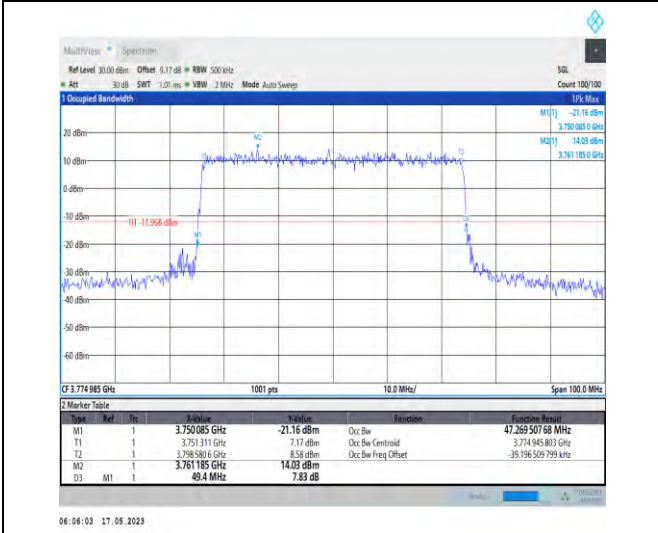 MultiView Spectrum
Ref Level 30.00 dBm Offset 9.17 dB RBW 500 kHz SGL
Att 30 dB SWT 1.01 ms VBW 2 MHz Mode Auto Sweep Count 100/100
1 Occupied Bandwidth 1Pk Max
M1[1] -21.16 dBm
3.750 085 0 GHz
M2[1] 14.03 dBm
3.761 185 0 GHz
20 dBm
M2
T1 T2
10 dBm
0 dBm
-10 dBm
H1 -11.968 dBm
-20 dBm
-30 dBm
-40 dBm
-50 dBm
-60 dBm
CF 3.774 985 GHz 1001 pts 10.0 MHz/ Span 100.0 MHz
2 Marker Table
Type Ref Trc X-Value Y-Value Function Function Result
M1 1 3.750085 GHz -21.16 dBm Occ Bw 47.269 507 68 MHz
T1 1 3.751 311 GHz 7.17 dBm Occ Bw Centroid 3.774 945 803 GHz
T2 1 3.798 580 6 GHz 8.58 dBm Occ Bw Freq Offset -39.196 509 799 kHz
M2 1 3.761185 GHz 14.03 dBm
D3 M1 1 49.4 MHz 7.83 dB
06:06:03 17.05.2023